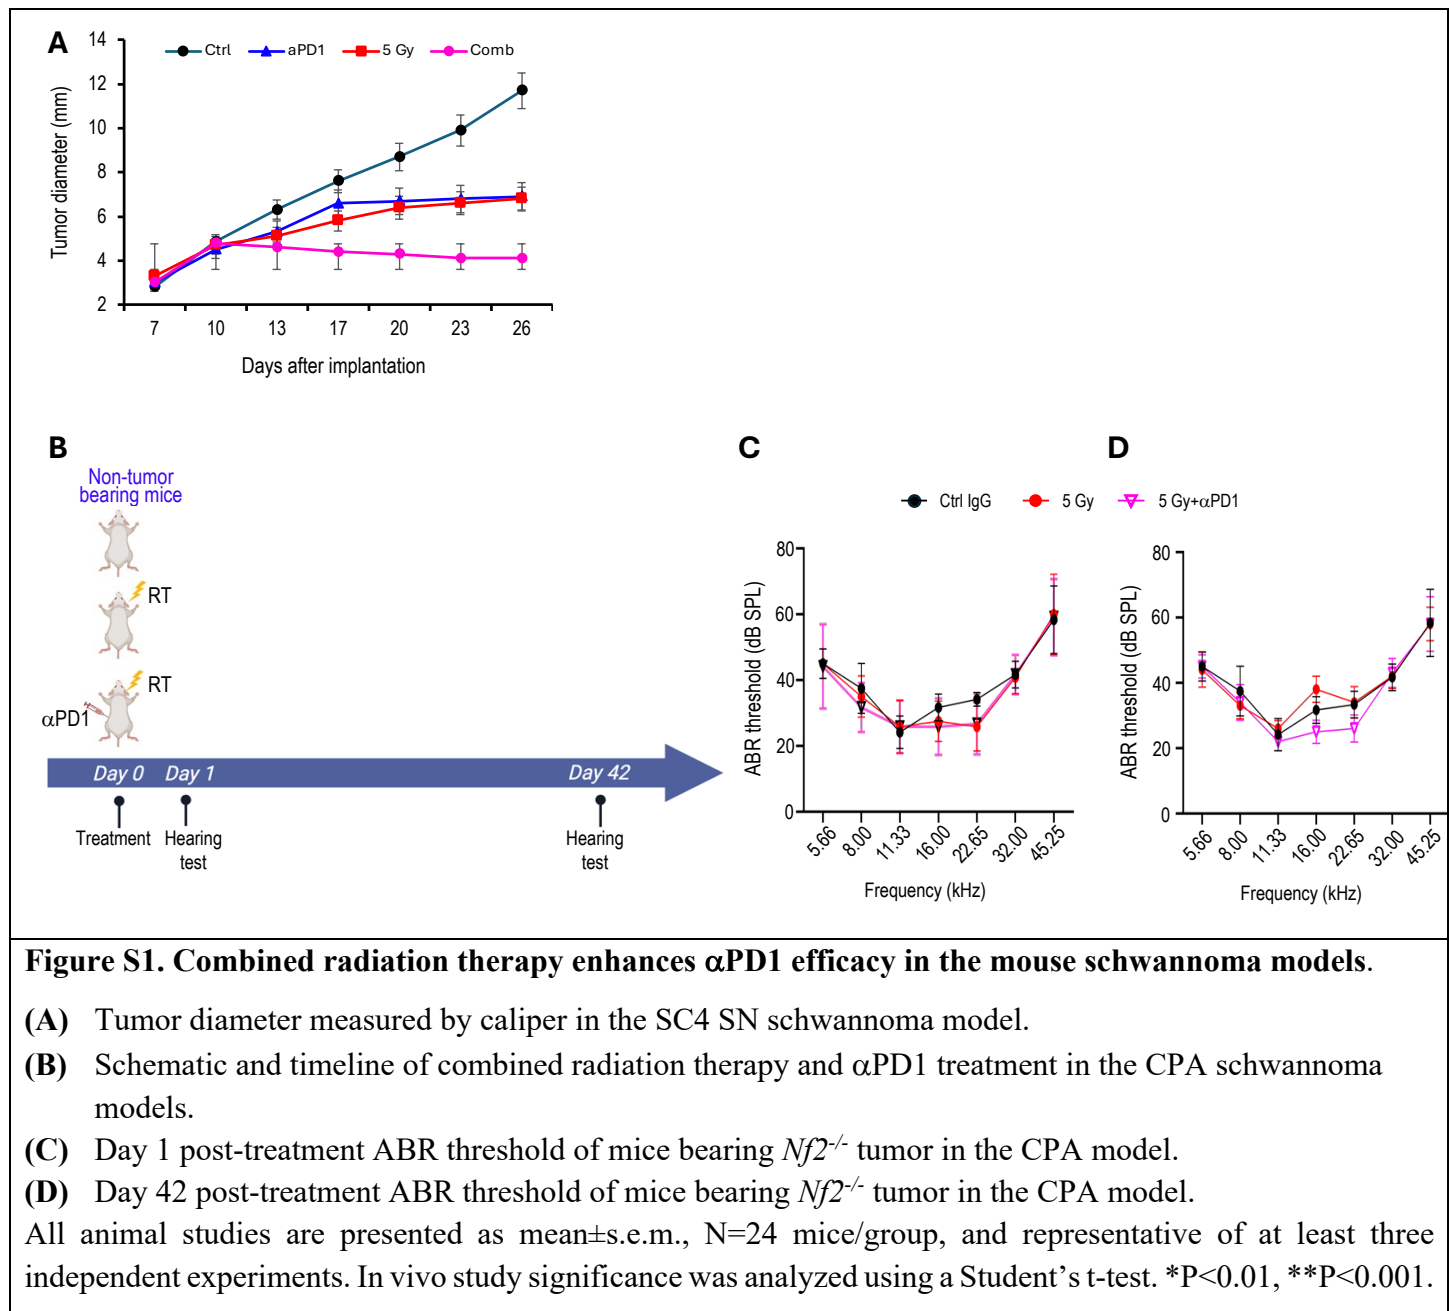 A
Ctrl aPD1 5 Gy Comb
14
12
10
8
6
4
2
Tumor diameter (mm)
7 10 13 17 20 23 26
Days after implantation
B
Non-tumor
bearing mice
RT
RT
αPD1
Day 0 Day 1 Day 42
Treatment Hearing
test
Hearing
test
C
D
Ctrl IgG 5 Gy 5 Gy+αPD1
80
60
40
20
0
ABR threshold (dB SPL)
5.66 8.00 11.33 16.00 22.65 32.00 45.25
Frequency (kHz)
80
60
40
20
0
ABR threshold (dB SPL)
5.66 8.00 11.33 16.00 22.65 32.00 45.25
Frequency (kHz)
Figure S1. Combined radiation therapy enhances αPD1 efficacy in the mouse schwannoma models.
(A) Tumor diameter measured by caliper in the SC4 SN schwannoma model.
(B) Schematic and timeline of combined radiation therapy and αPD1 treatment in the CPA schwannoma
models.
(C) Day 1 post-treatment ABR threshold of mice bearing Nf2-/- tumor in the CPA model.
(D) Day 42 post-treatment ABR threshold of mice bearing Nf2-/- tumor in the CPA model.
All animal studies are presented as mean±s.e.m., N=24 mice/group, and representative of at least three
independent experiments. In vivo study significance was analyzed using a Student’s t-test. *P<0.01, **P<0.001.